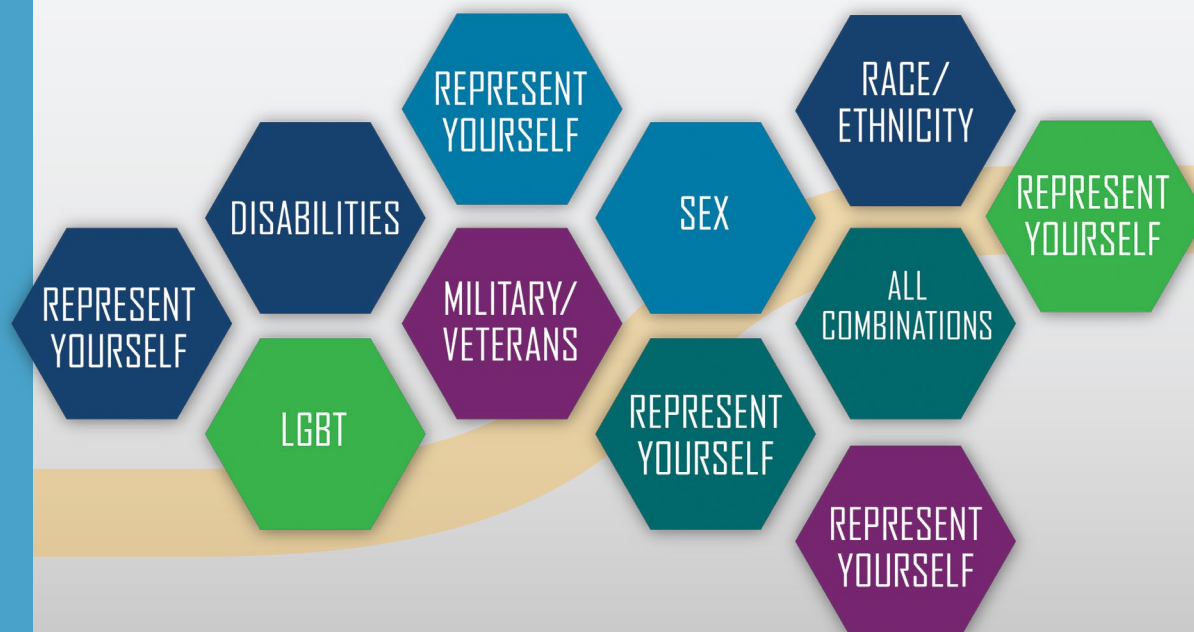 REPRESENT
YOURSELF
RACE/
ETHNICITY
DISABILITIES
SEX
REPRESENT
YOURSELF
REPRESENT
YOURSELF
MILITARY/
VETERANS
ALL
COMBINATIONS
LGBT
REPRESENT
YOURSELF
REPRESENT
YOURSELF